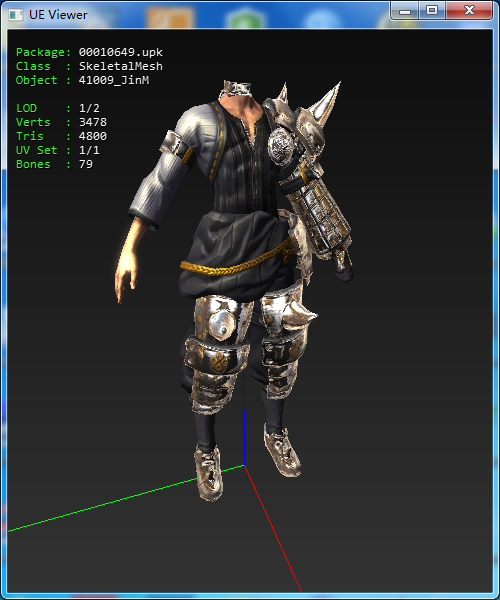 UE Viewer
Package: 00010649.upk
Class : SkeletalMesh
Object : 41009_JinM
LOD : 1/2
Verts : 3478
Tris : 4800
UV Set : 1/1
Bones : 79